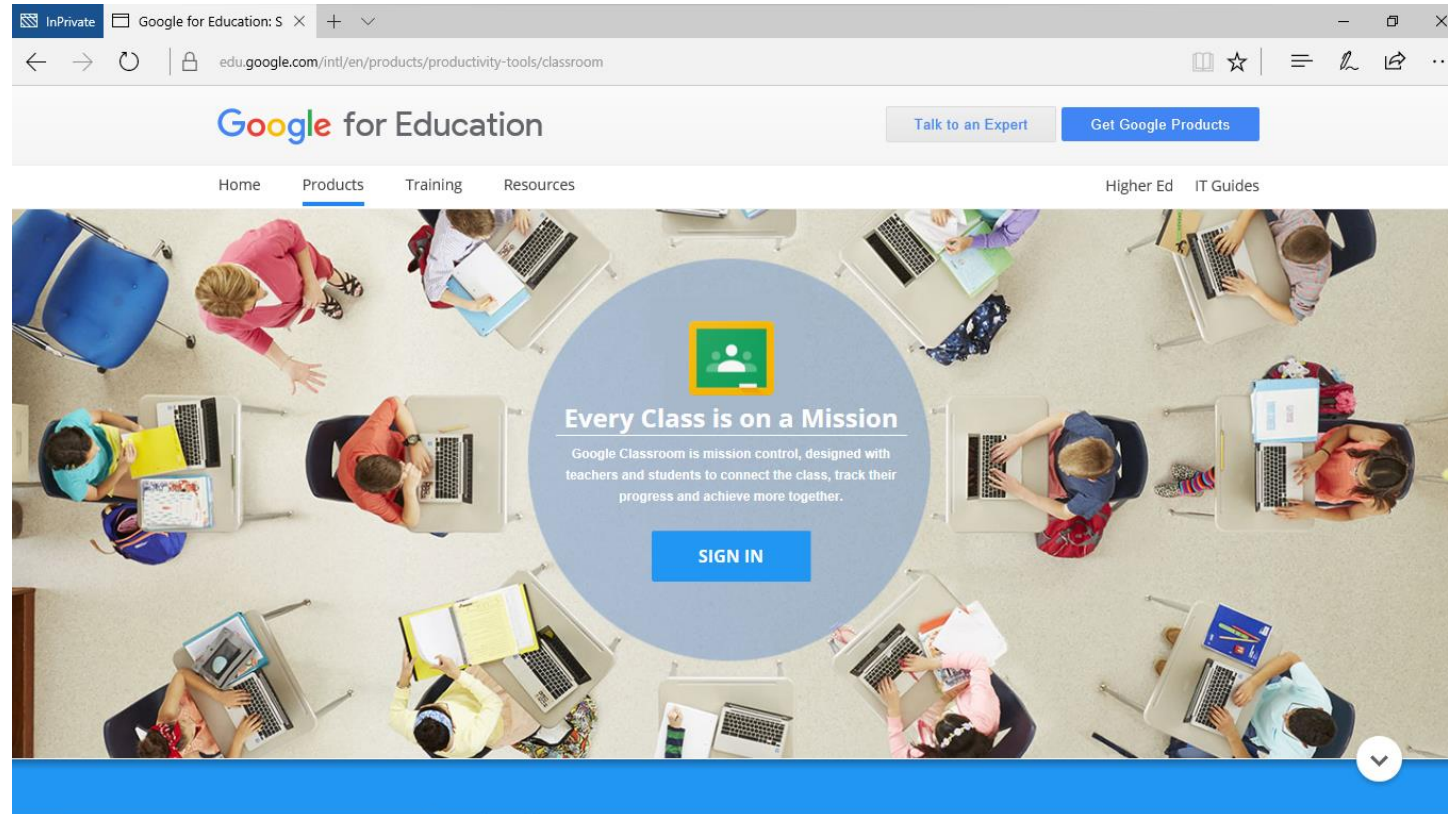 InPrivate Google for Education: S
edu.google.com/intl/en/products/productivity-tools/classroom
Google for Education
Talk to an Expert Get Google Products
Home Products Training Resources Higher Ed IT Guides
Every Class is on a Mission
Google Classroom is mission control, designed with
teachers and students to connect the class, track their
progress and achieve more together.
SIGN IN